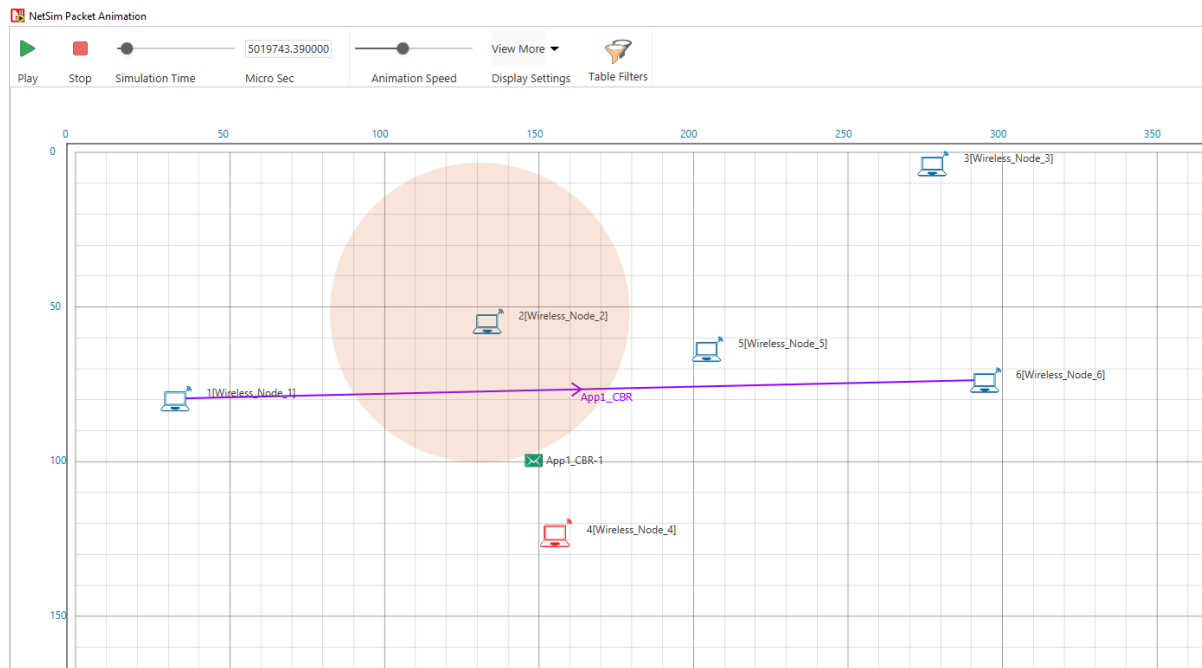 NetSim Packet Animation
5019743.390000
View More
Play
Stop
Simulation Time
Micro Sec
Animation Speed
Display Settings
Table Filters
0 50 100 150 200 250 300 350
0
3[Wireless_Node_3]
50
2[Wireless_Node_2]
5[Wireless_Node_5]
6[Wireless_Node_6]
1[Wireless_Node_1]
App1_CBR
100
App1_CBR-1
4[Wireless_Node_4]
150